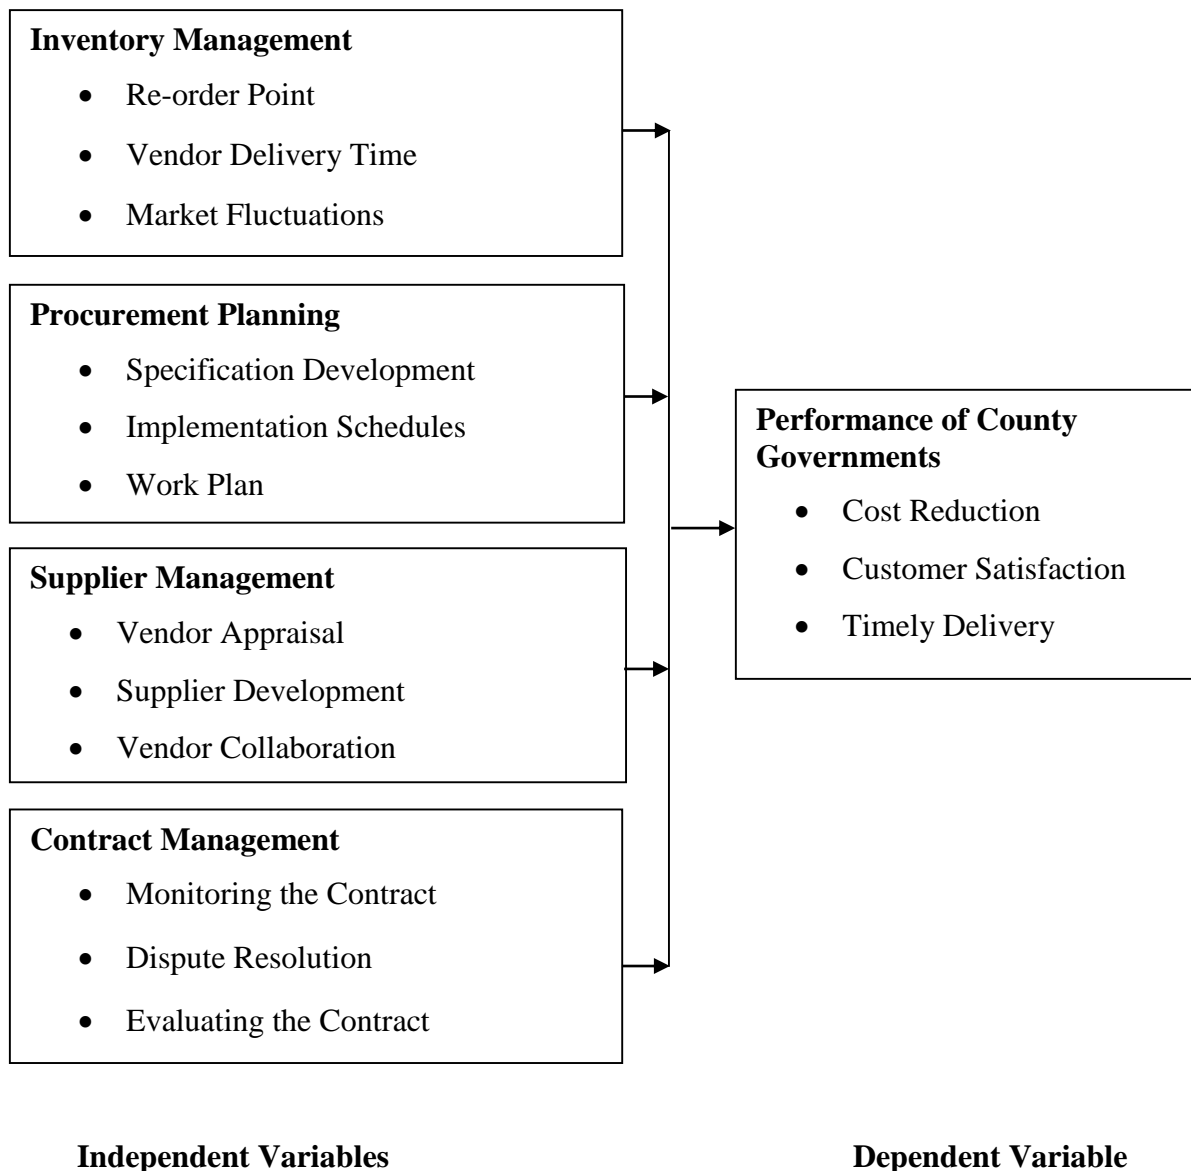 Inventory Management
• Re-order Point
• Vendor Delivery Time
• Market Fluctuations
Procurement Planning
• Specification Development
• Implementation Schedules
• Work Plan
Supplier Management
• Vendor Appraisal
• Supplier Development
• Vendor Collaboration
Contract Management
• Monitoring the Contract
• Dispute Resolution
• Evaluating the Contract
Performance of County
Governments
• Cost Reduction
• Customer Satisfaction
• Timely Delivery
Independent Variables
Dependent Variable